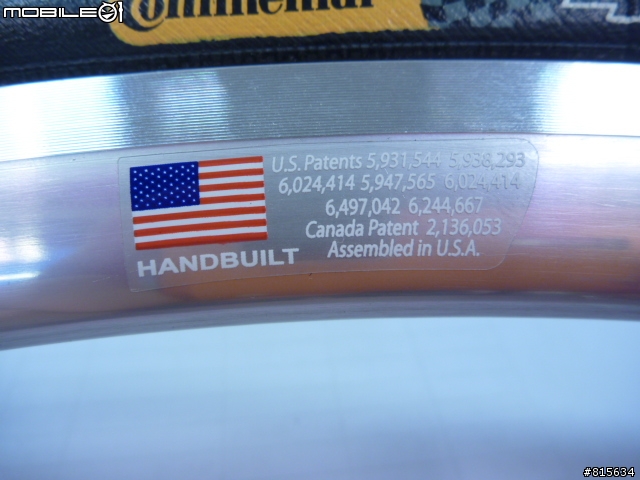 MOBILE01
Continental
U.S. Patents 5,931,544 5,938,293
6,024,414 5,947,565 6,024,414
6,497,042 6,244,667
Canada Patent 2,136,053
Assembled in U.S.A.
HANDBUILT
#815634